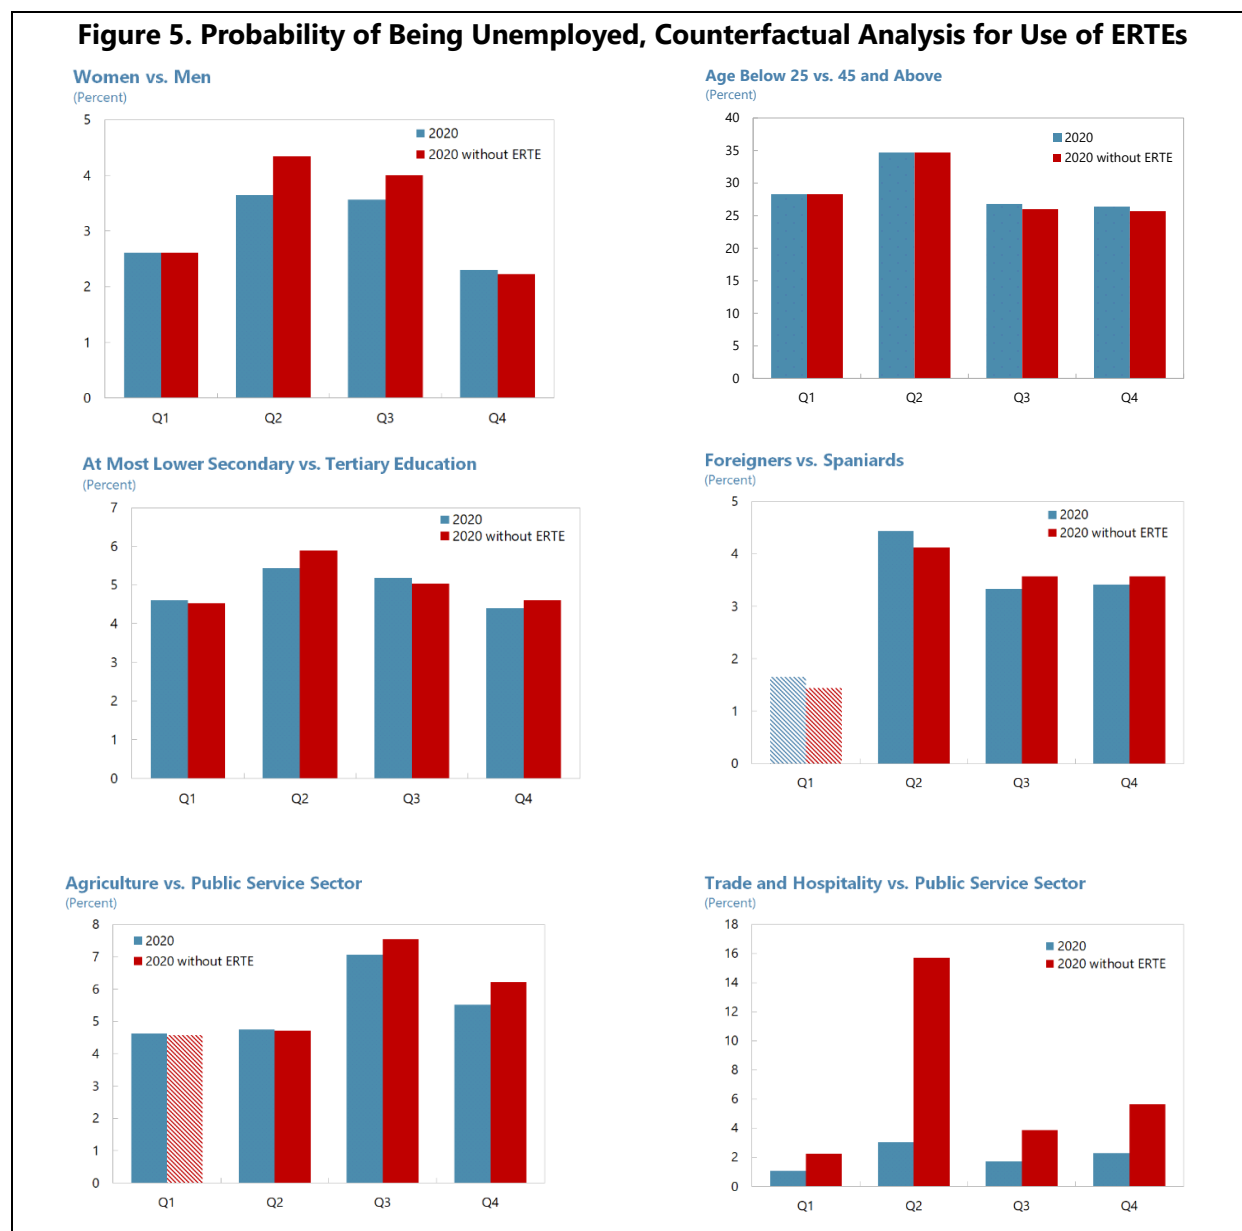 Figure 5. Probability of Being Unemployed, Counterfactual Analysis for Use of ERTEs
Women vs. Men
(Percent)
5
4
3
2
1
0
2020
2020 without ERTE
Q1 Q2 Q3 Q4
Age Below 25 vs. 45 and Above
(Percent)
40
35
30
25
20
15
10
5
0
2020
2020 without ERTE
Q1 Q2 Q3 Q4
At Most Lower Secondary vs. Tertiary Education
(Percent)
7
6
5
4
3
2
1
0
2020
2020 without ERTE
Q1 Q2 Q3 Q4
Foreigners vs. Spaniards
(Percent)
5
4
3
2
1
0
2020
2020 without ERTE
Q1 Q2 Q3 Q4
Agriculture vs. Public Service Sector
(Percent)
8
7
6
5
4
3
2
1
0
2020
2020 without ERTE
Q1 Q2 Q3 Q4
Trade and Hospitality vs. Public Service Sector
(Percent)
18
16
14
12
10
8
6
4
2
0
2020
2020 without ERTE
Q1 Q2 Q3 Q4